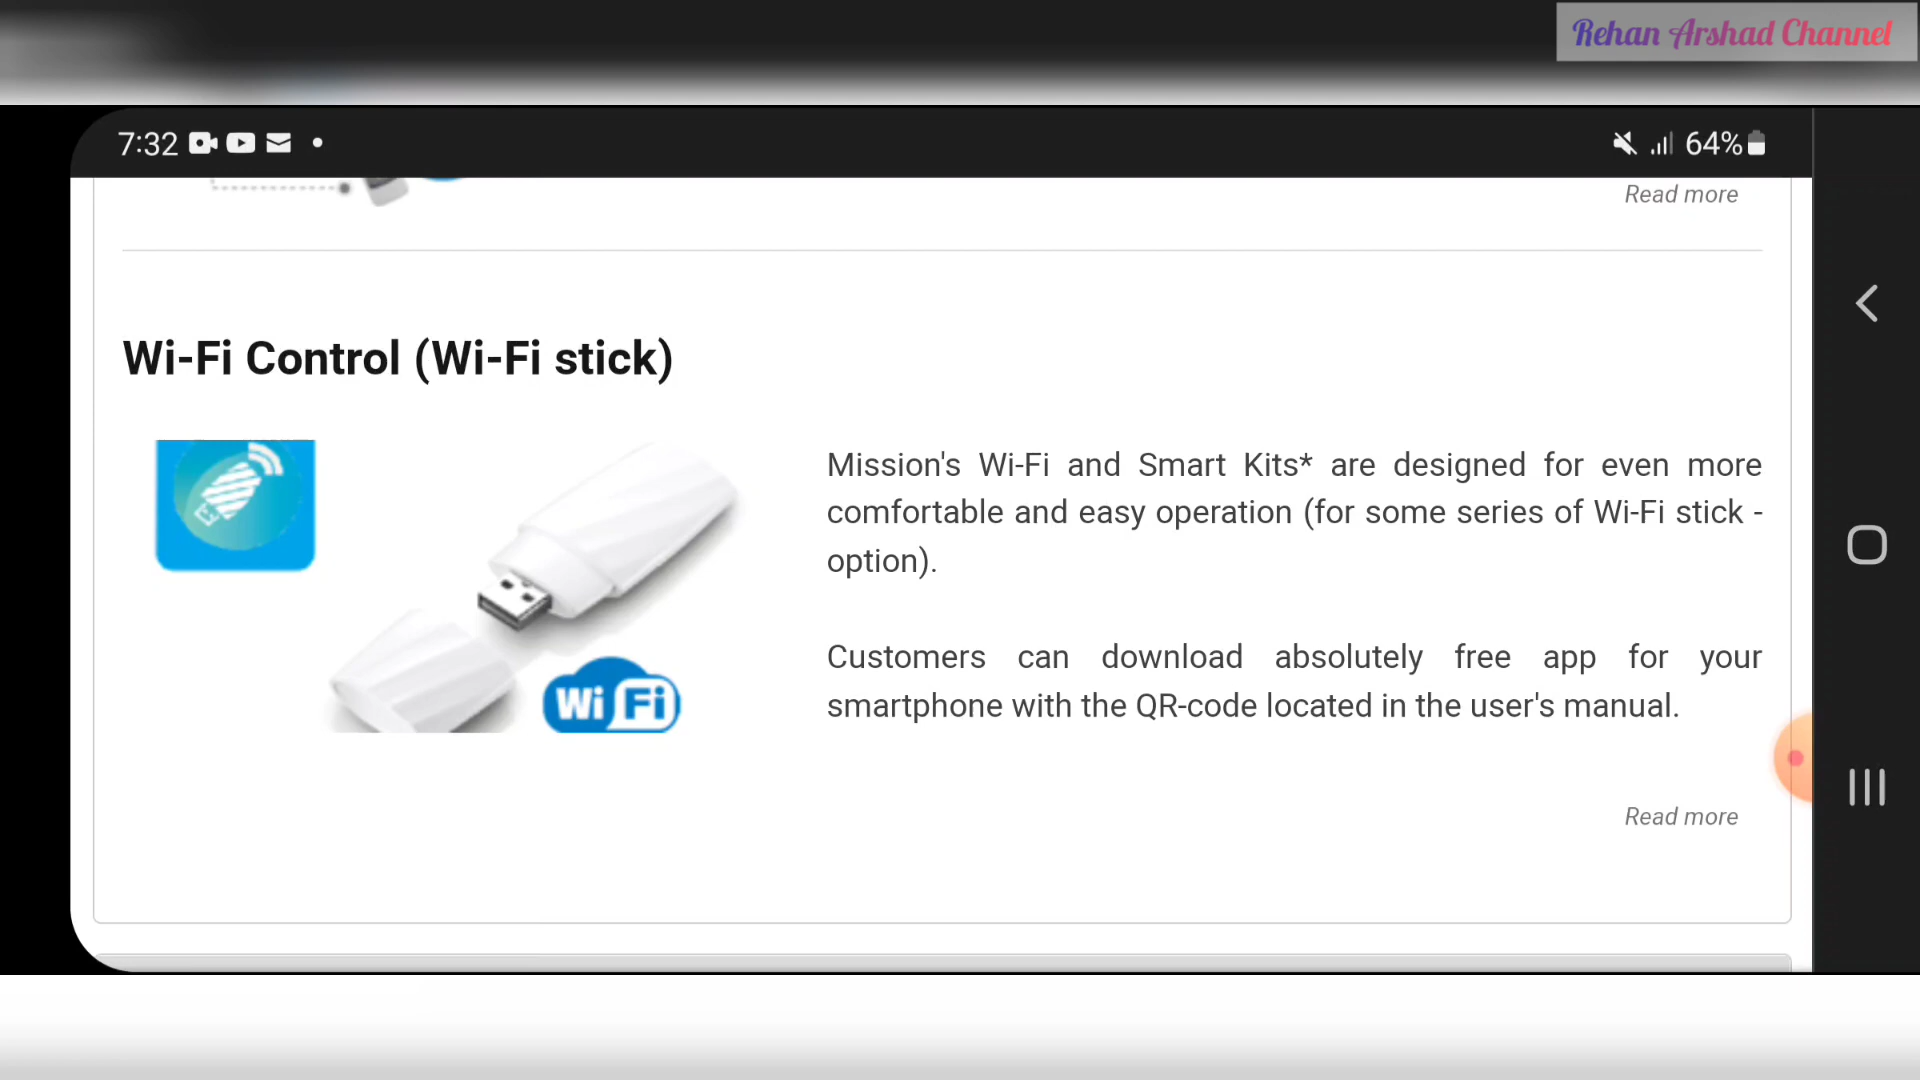 Rehan Arshad Channel
7:32
64%
Read more
Wi-Fi Control (Wi-Fi stick)
Mission's Wi-Fi and Smart Kits* are designed for even more
comfortable and easy operation (for some series of Wi-Fi stick -
option).
Customers can download absolutely free app for your
smartphone with the QR-code located in the user's manual.
Wi Fi
Read more